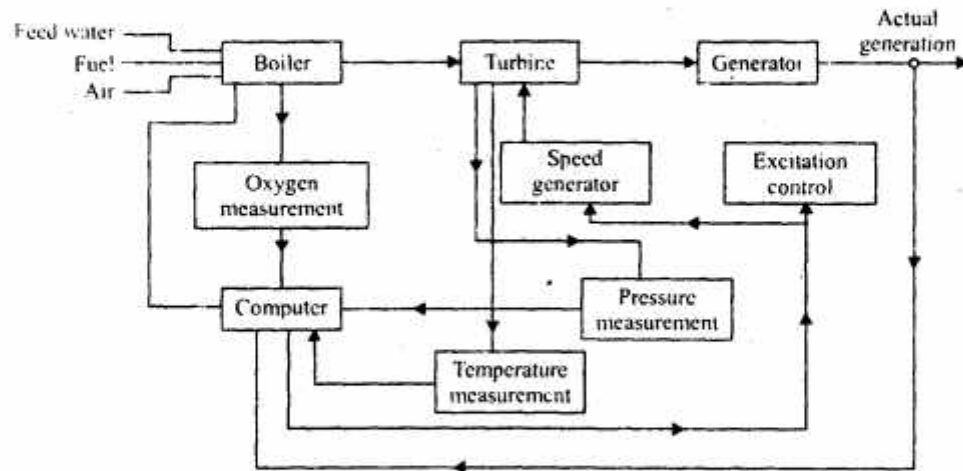 Actual
generation
Feed water
Fuel
Air
Boiler
Turbine
Generator
Oxygen
measurement
Speed
generator
Excitation
control
Computer
Pressure
measurement
Temperature
measurement